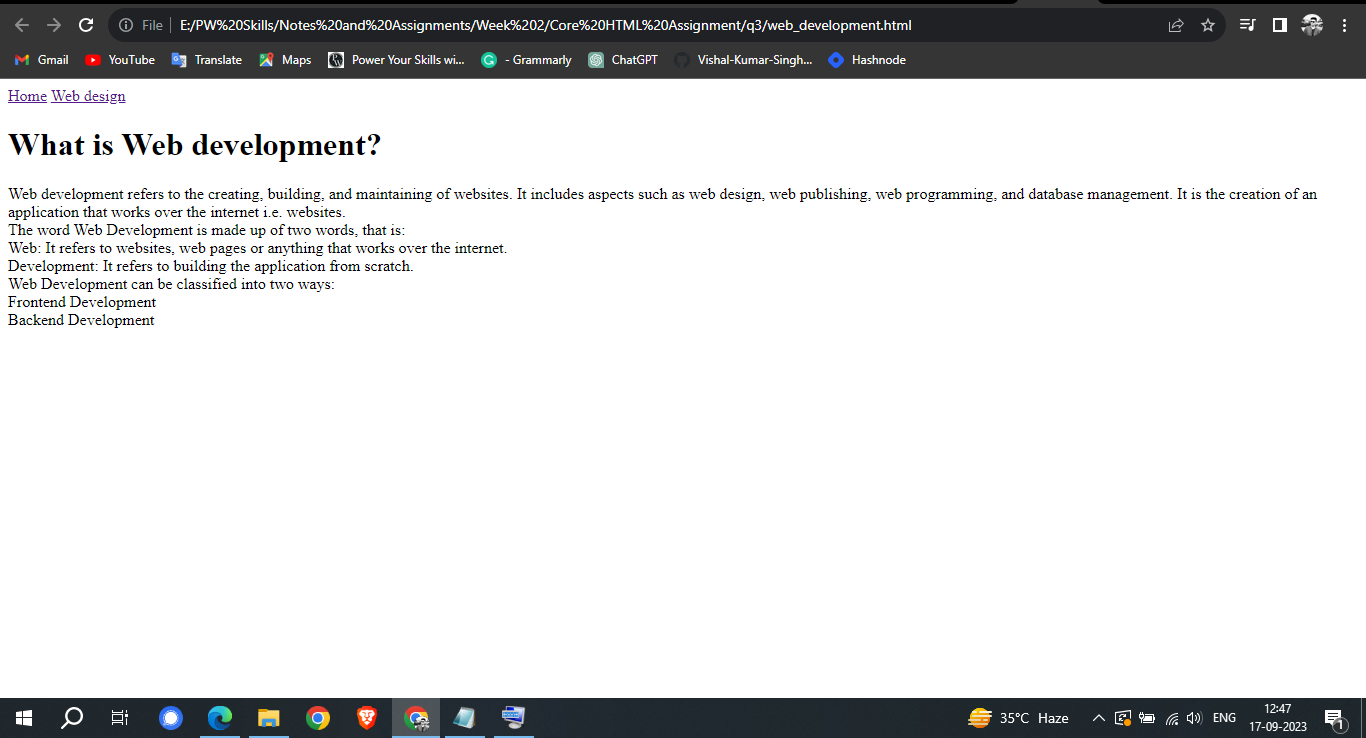 File E:/PW%20Skills/Notes%20and%20Assignments/Week%202/Core%20HTML%20Assignment/q3/web_development.html
Gmail YouTube Translate Maps Power Your Skills wi... - Grammarly ChatGPT Vishal-Kumar-Singh... Hashnode
Home Web design
What is Web development?
Web development refers to the creating, building, and maintaining of websites. It includes aspects such as web design, web publishing, web programming, and database management. It is the creation of an
application that works over the internet i.e. websites.
The word Web Development is made up of two words, that is:
Web: It refers to websites, web pages or anything that works over the internet.
Development: It refers to building the application from scratch.
Web Development can be classified into two ways:
Frontend Development
Backend Development
35°C Haze ENG 12:47
17-09-2023 1